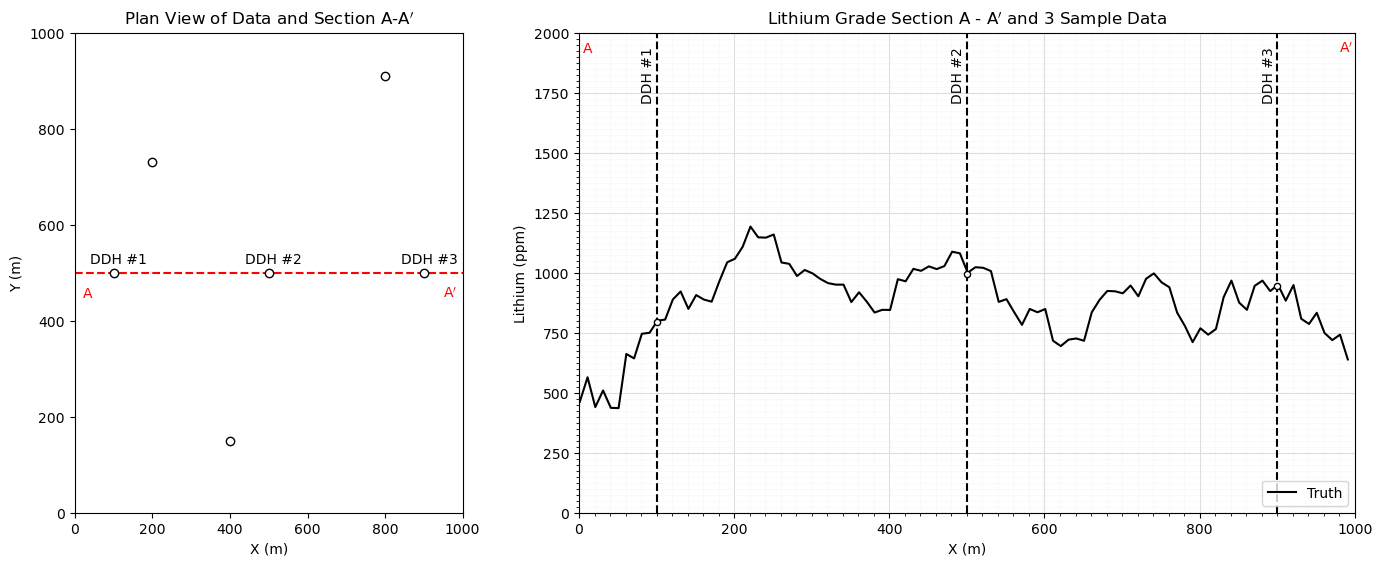 Plan View of Data and Section A-A′
1000
800
600
400
200
0
Y (m)
DDH #1
DDH #2
DDH #3
A
A′
0
200
400
600
800
1000
X (m)
Lithium Grade Section A - A′ and 3 Sample Data
2000
1750
1500
1250
1000
750
500
250
0
Lithium (ppm)
A
DDH #1
DDH #2
DDH #3
A′
Truth
0
200
400
600
800
1000
X (m)